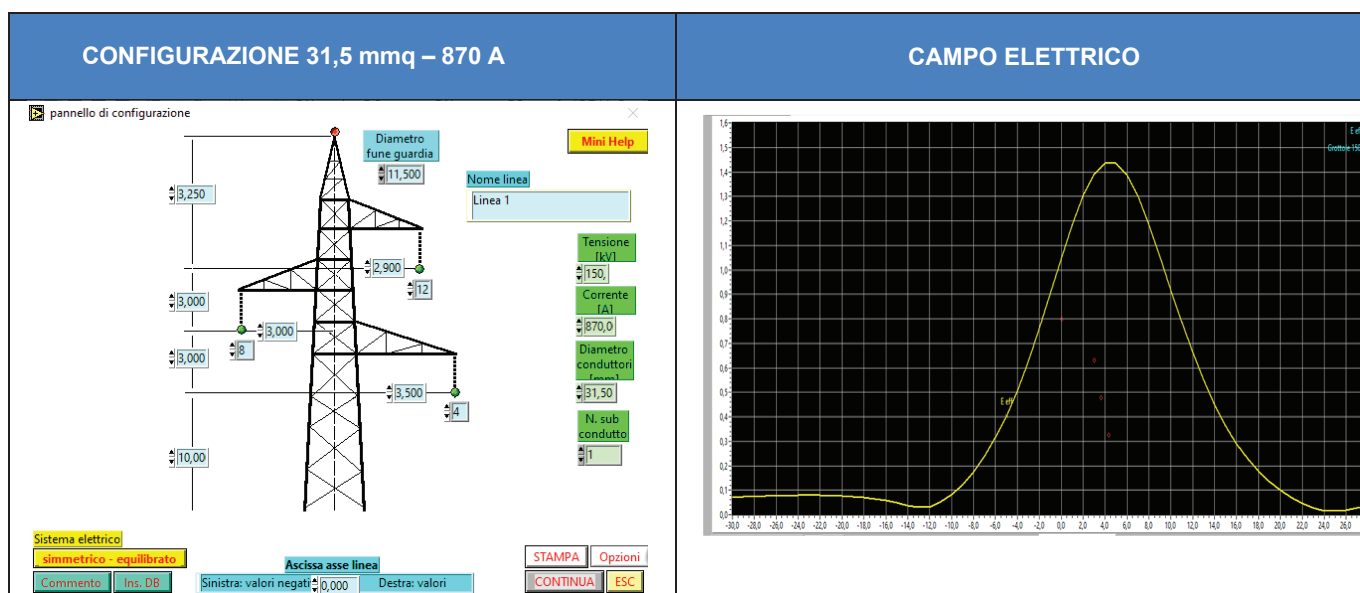 CONFIGURAZIONE 31,5 mmq – 870 A
CAMPO ELETTRICO
pannello di configurazione
Diametro
fune guardia
11,500
Mini Help
Nome linea
Linea 1
3,250
2,900
12
3,000
3,000
8
3,000
3,500
4
10,00
Tensione
[kV]
150,
Corrente
[A]
870,0
Diametro
conduttori
[mm]
31,50
N. sub
condutto
1
Sistema elettrico
simmetrico - equilibrato
Commento
Ins. DB
Ascissa asse linea
Sinistra: valori negati
0,000
Destra: valori
STAMPA
Opzioni
CONTINUA
ESC
1,6
1,5
1,4
1,3
1,2
1,1
1,0
0,9
0,8
0,7
0,6
0,5
0,4
0,3
0,2
0,1
0,0
E eff
E eff
Grottole 150
-30,0 -28,0 -26,0 -24,0 -22,0 -20,0 -18,0 -16,0 -14,0 -12,0 -10,0 -8,0 -6,0 -4,0 -2,0 0,0 2,0 4,0 6,0 8,0 10,0 12,0 14,0 16,0 18,0 20,0 22,0 24,0 26,0